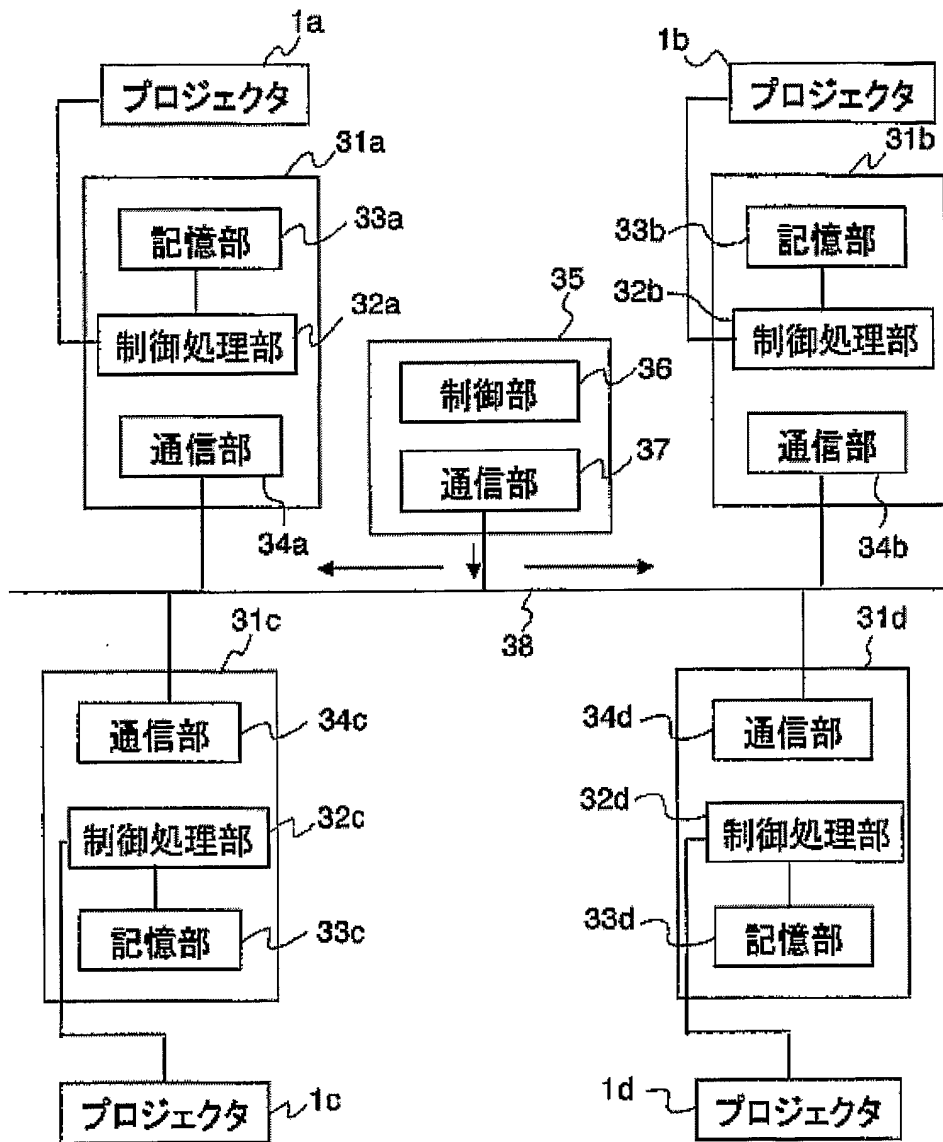 1a
プロジェクタ
31a
33a
記憶部
32a
制御処理部
通信部
34a
1b
プロジェクタ
31b
33b
記憶部
32b
制御処理部
通信部
34b
35
36
制御部
37
通信部
38
31c
34c
通信部
32c
制御処理部
33c
記憶部
プロジェクタ
1c
31d
34d
通信部
32d
制御処理部
33d
記憶部
1d
プロジェクタ